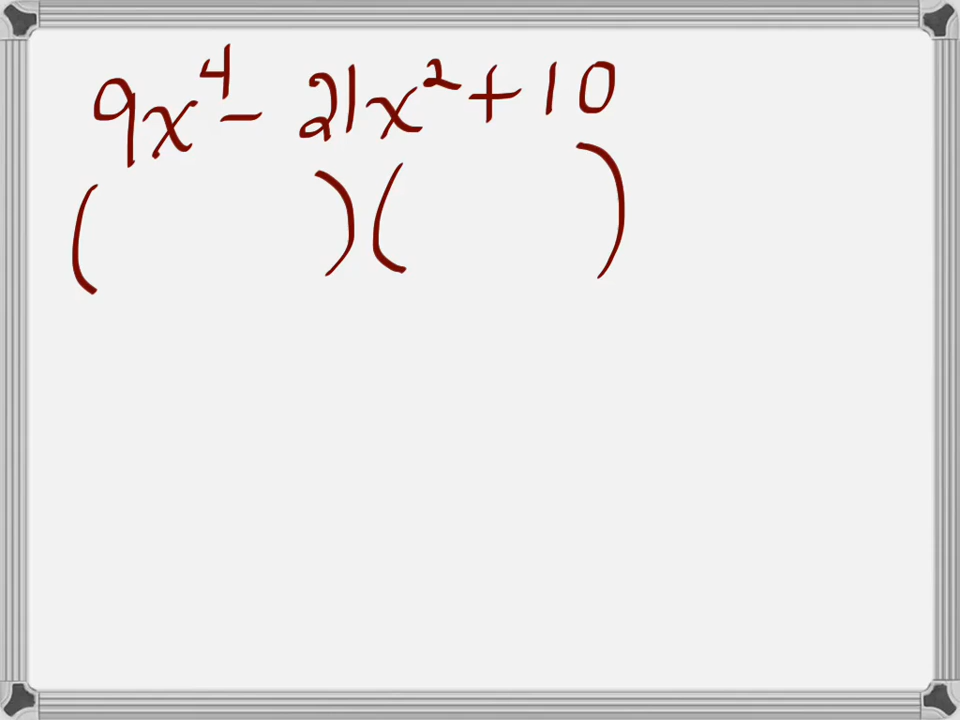 9x⁴ - 21x² + 10
(  )(  )